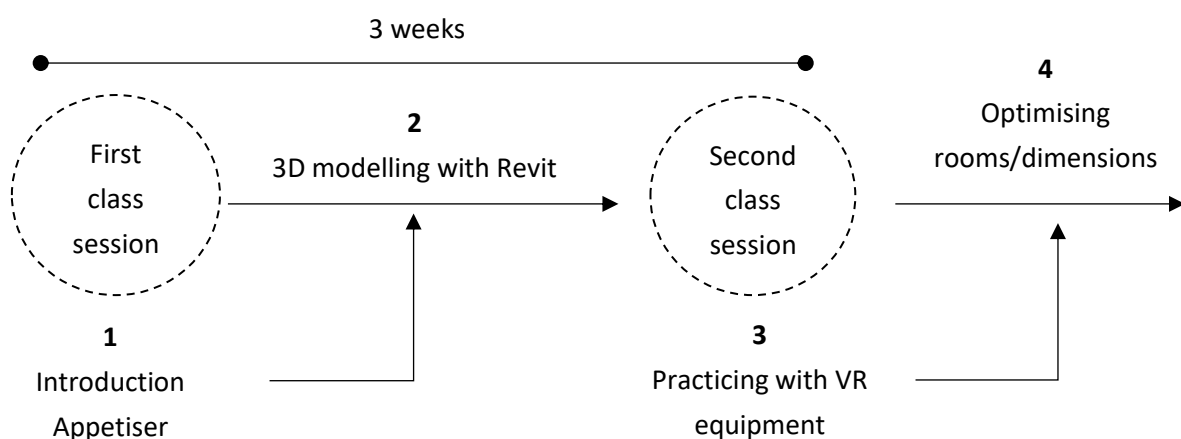 3 weeks
First
class
session
2
3D modelling with Revit
Second
class
session
4
Optimising
rooms/dimensions
1
Introduction
Appetiser
3
Practicing with VR
equipment